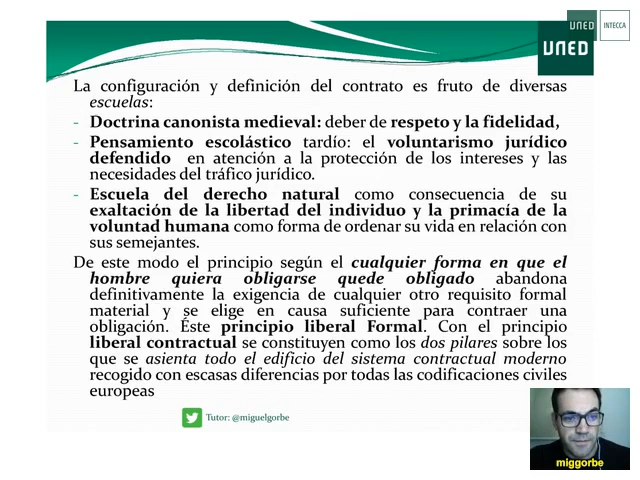 UNED
INTECCA
UNED
La configuración y definición del contrato es fruto de diversas
escuelas:
- Doctrina canonista medieval: deber de respeto y la fidelidad,
- Pensamiento escolástico tardío: el voluntarismo jurídico
defendido en atención a la protección de los intereses y las
necesidades del tráfico jurídico.
- Escuela del derecho natural como consecuencia de su
exaltación de la libertad del individuo y la primacía de la
voluntad humana como forma de ordenar su vida en relación con
sus semejantes.
De este modo el principio según el cualquier forma en que el
hombre quiera obligarse quede obligado abandona
definitivamente la exigencia de cualquier otro requisito formal
material y se elige en causa suficiente para contraer una
obligación. Éste principio liberal Formal. Con el principio
liberal contractual se constituyen como los dos pilares sobre los
que se asienta todo el edificio del sistema contractual moderno
recogido con escasas diferencias por todas las codificaciones civiles
europeas
Tutor: @miguelgorbe
miggorbe